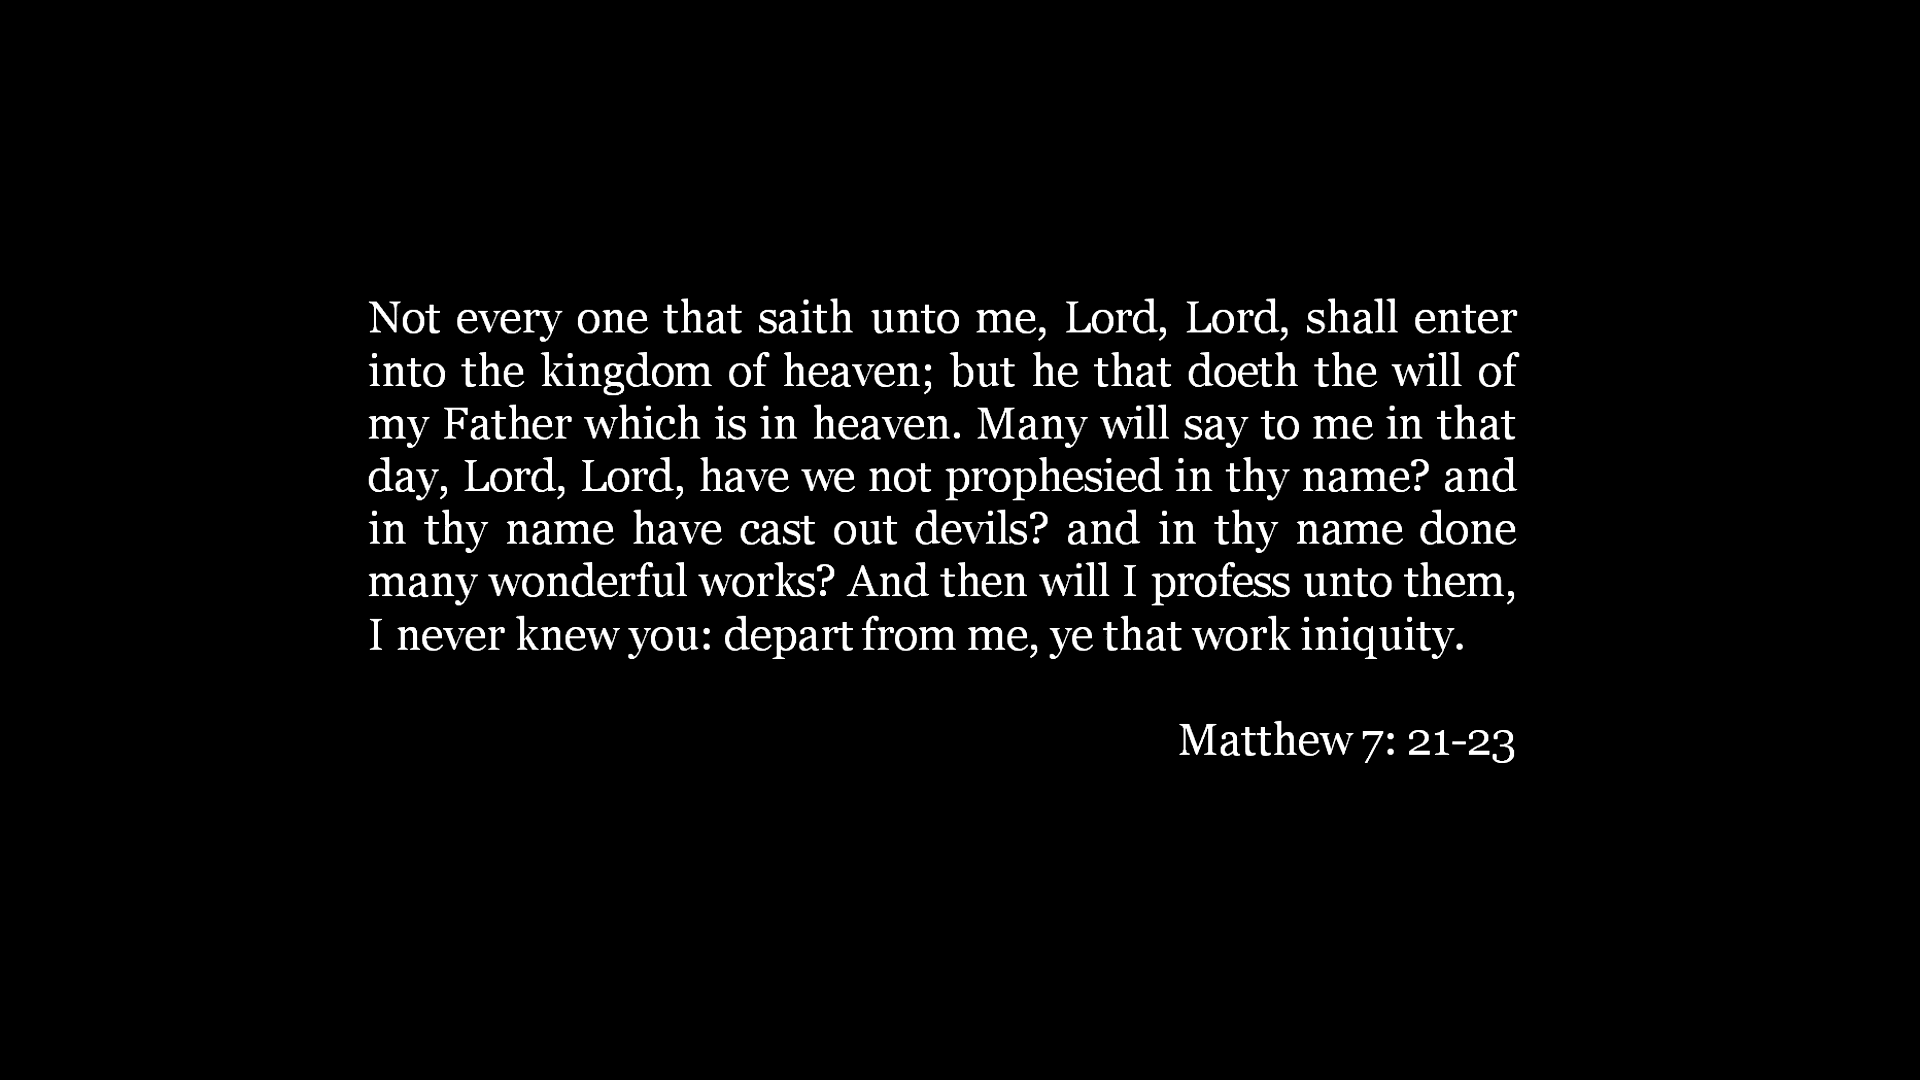 Not every one that saith unto me, Lord, Lord, shall enter
into the kingdom of heaven; but he that doeth the will of
my Father which is in heaven. Many will say to me in that
day, Lord, Lord, have we not prophesied in thy name? and
in thy name have cast out devils? and in thy name done
many wonderful works? And then will I profess unto them,
I never knew you: depart from me, ye that work iniquity.
Matthew 7: 21-23